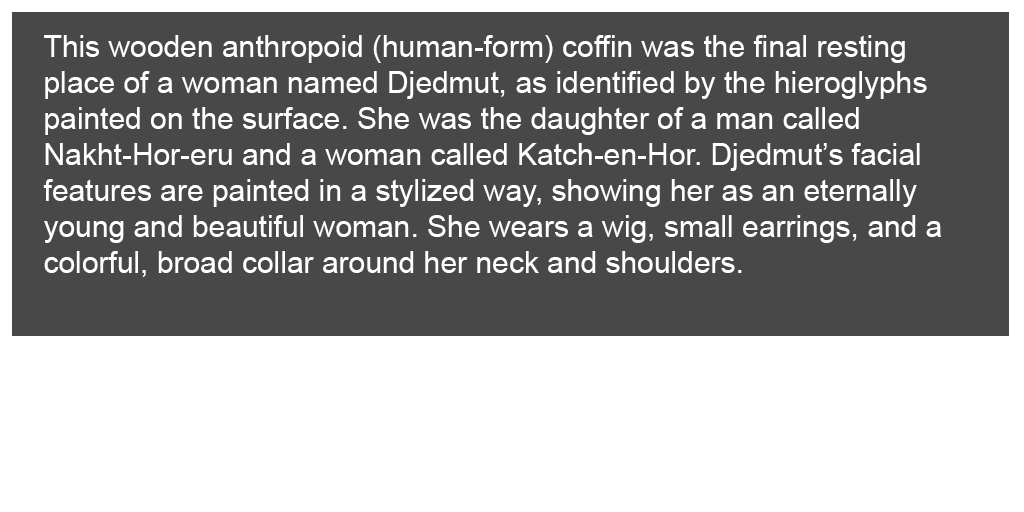 This wooden anthropoid (human-form) coffin was the final resting
place of a woman named Djedmut, as identified by the hieroglyphs
painted on the surface. She was the daughter of a man called
Nakht-Hor-eru and a woman called Katch-en-Hor. Djedmut’s facial
features are painted in a stylized way, showing her as an eternally
young and beautiful woman. She wears a wig, small earrings, and a
colorful, broad collar around her neck and shoulders.